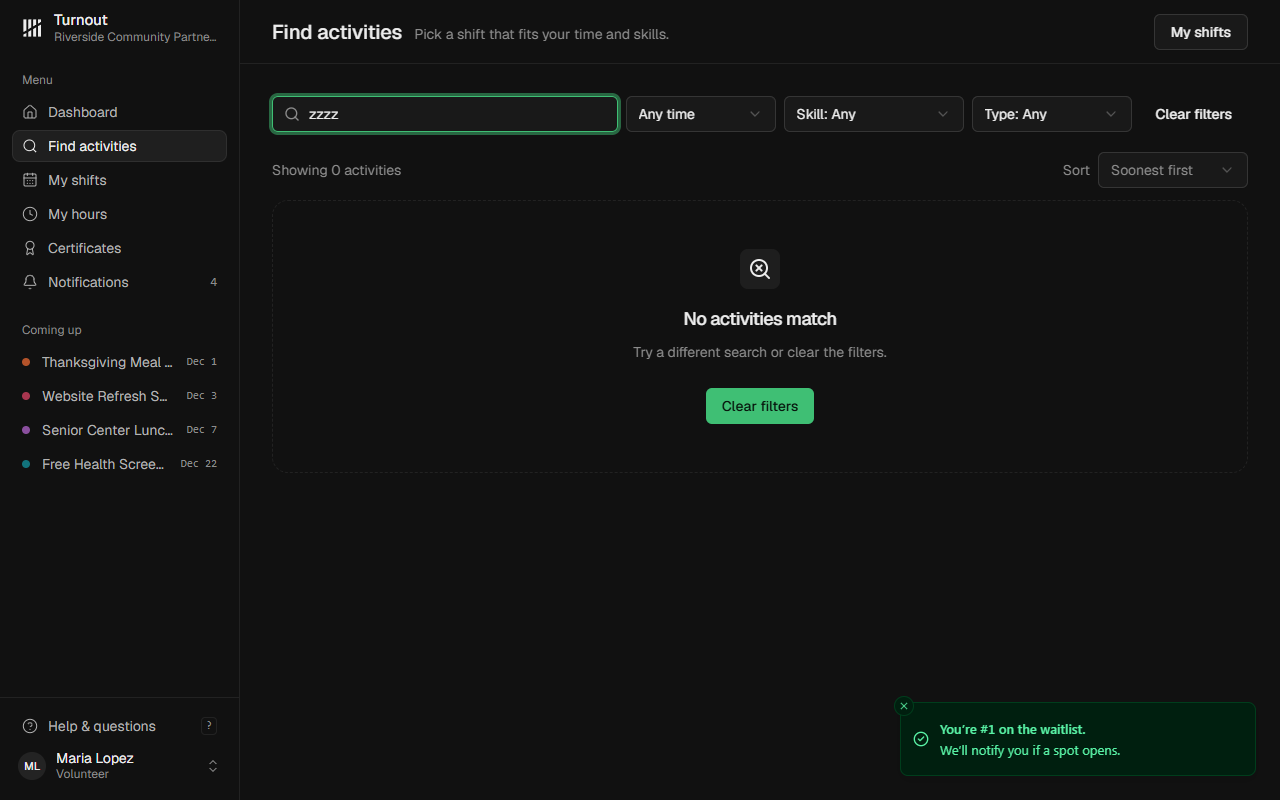 Turnout
Riverside Community Partne...
Menu
Dashboard
Find activities
My shifts
My hours
Certificates
Notifications 4
Coming up
Thanksgiving Meal ... Dec 1
Website Refresh S... Dec 3
Senior Center Lunc... Dec 7
Free Health Scree... Dec 22
Help & questions ?
ML Maria Lopez
Volunteer
Find activities Pick a shift that fits your time and skills. My shifts
zzzz Any time Skill: Any Type: Any Clear filters
Showing 0 activities Sort Soonest first
No activities match
Try a different search or clear the filters.
Clear filters
You're #1 on the waitlist.
We'll notify you if a spot opens.